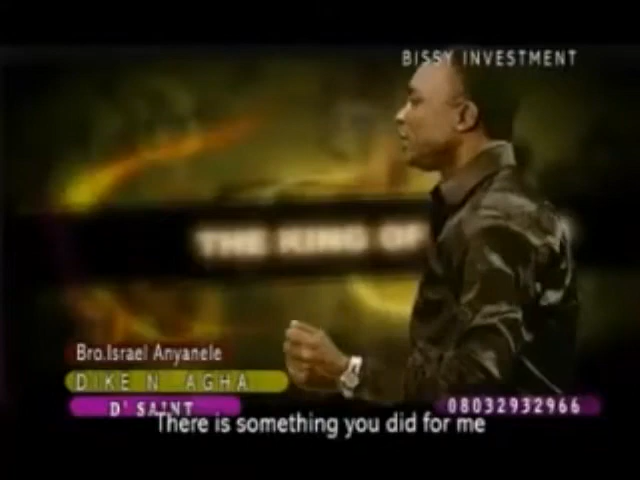 BISSY INVESTMENT
THE KING OF
Bro.Israel Anyanele
DIKE N' AGHA
D' SAINT
08032932966
There is something you did for me